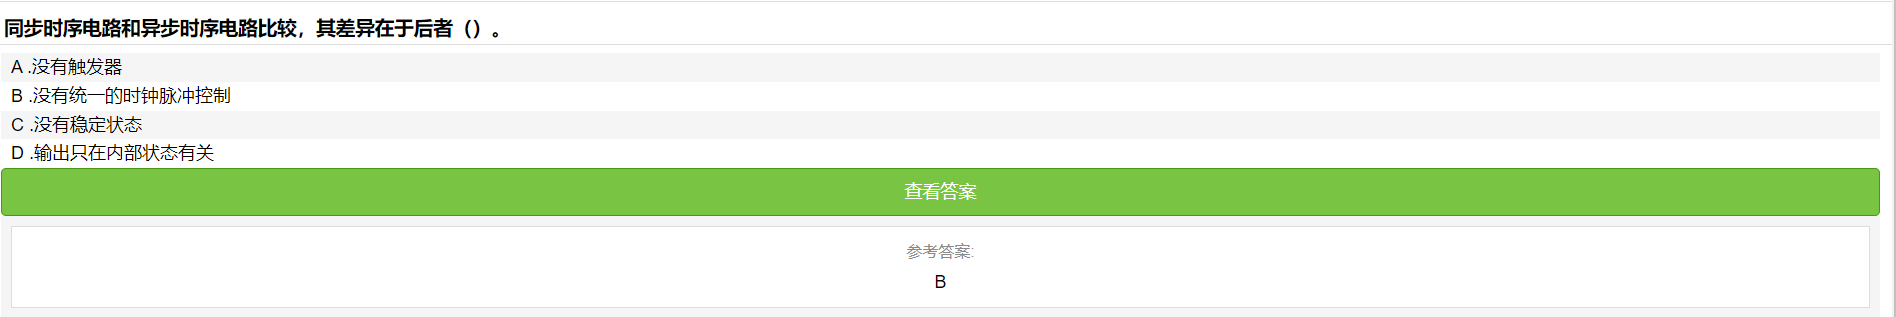 同步时序电路和异步时序电路比较，其差异在于后者（）。
A .没有触发器
B .没有统一的时钟脉冲控制
C .没有稳定状态
D .输出只在内部状态有关
查看答案
参考答案:
B